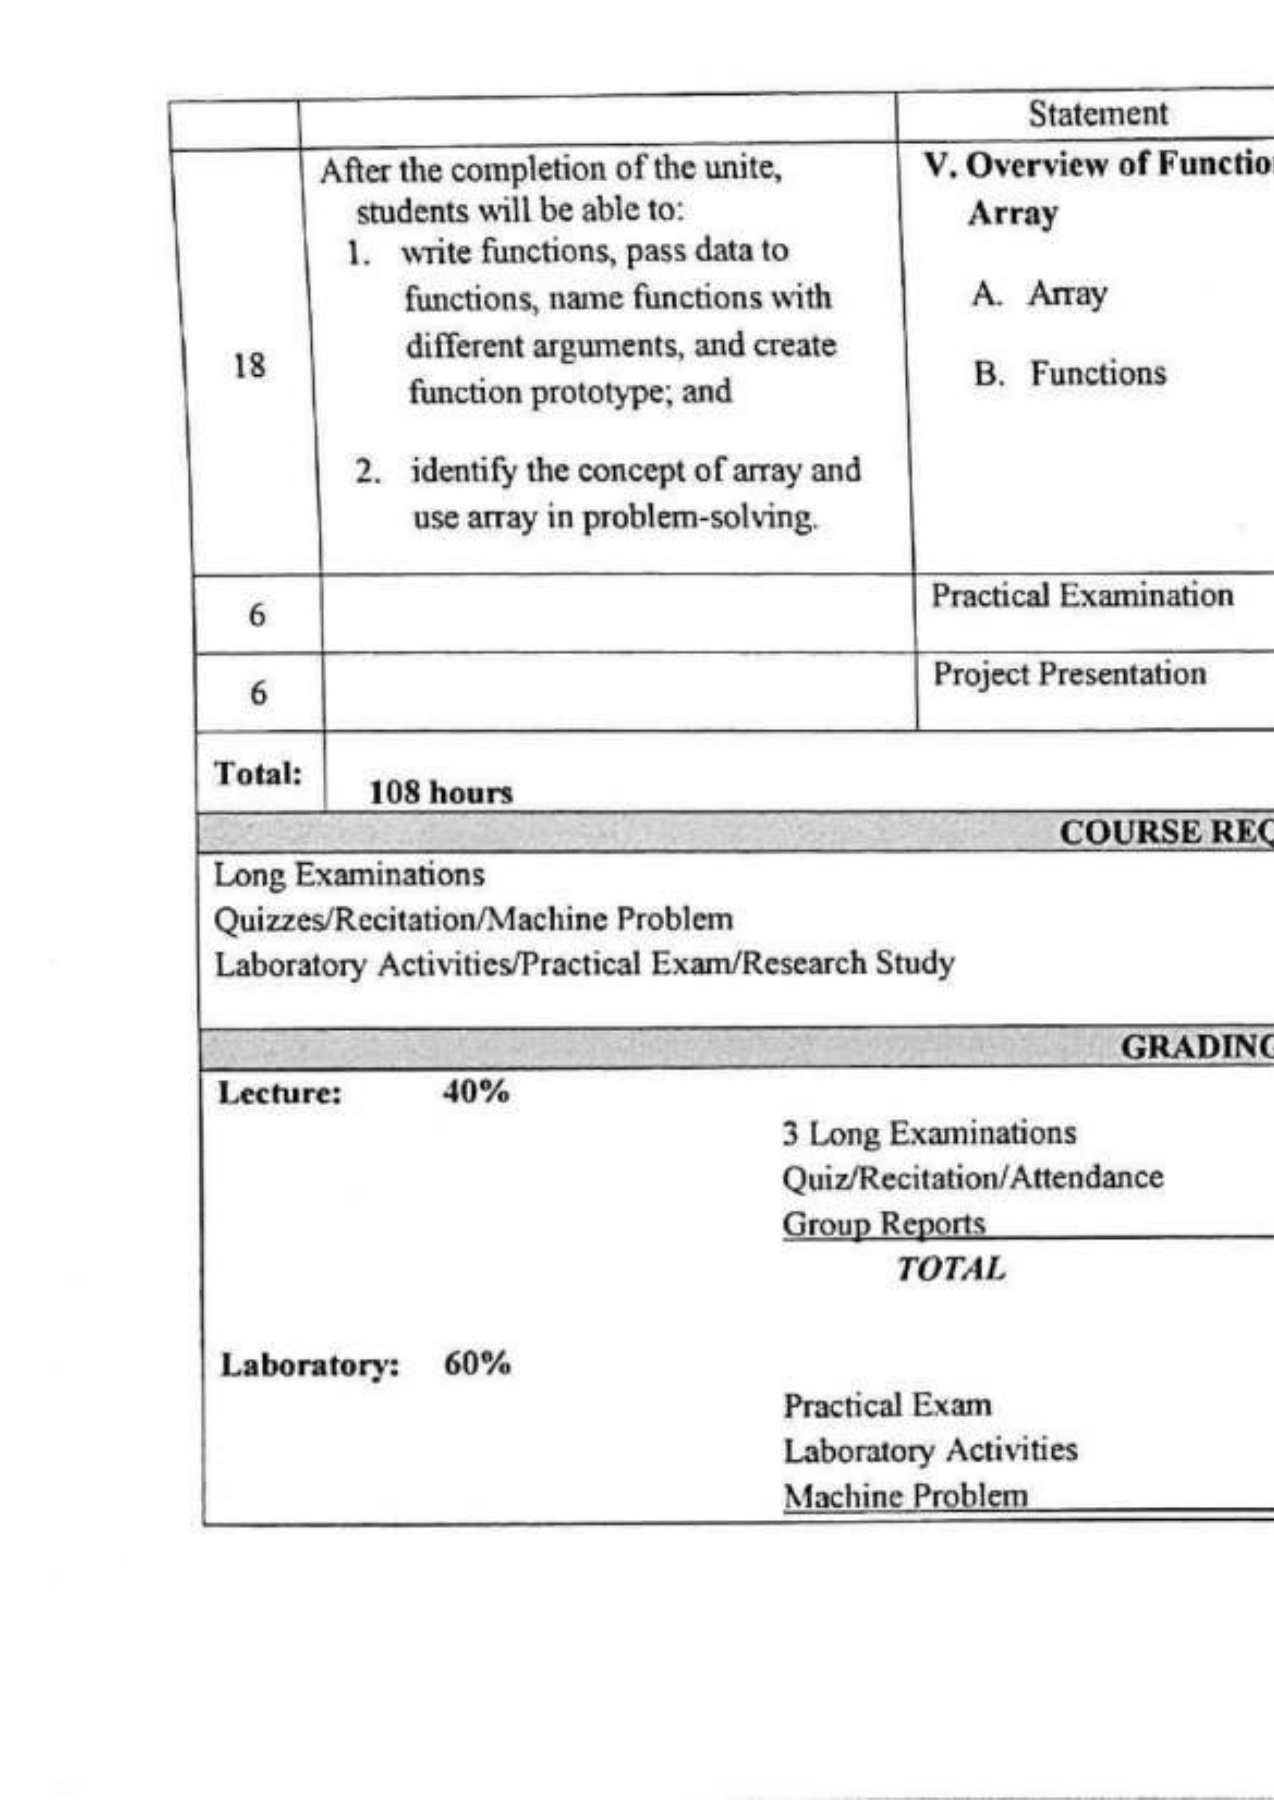 Statement
After the completion of the unite,
students will be able to:
1. write functions, pass data to
functions, name functions with
different arguments, and create
function prototype; and
2. identify the concept of array and
use array in problem-solving.
18
V. Overview of Functio
Array
A. Array
B. Functions
6
Practical Examination
6
Project Presentation
Total:
108 hours
COURSE REQ
Long Examinations
Quizzes/Recitation/Machine Problem
Laboratory Activities/Practical Exam/Research Study
GRADING
Lecture: 40%
3 Long Examinations
Quiz/Recitation/Attendance
Group Reports
TOTAL
Laboratory: 60%
Practical Exam
Laboratory Activities
Machine Problem